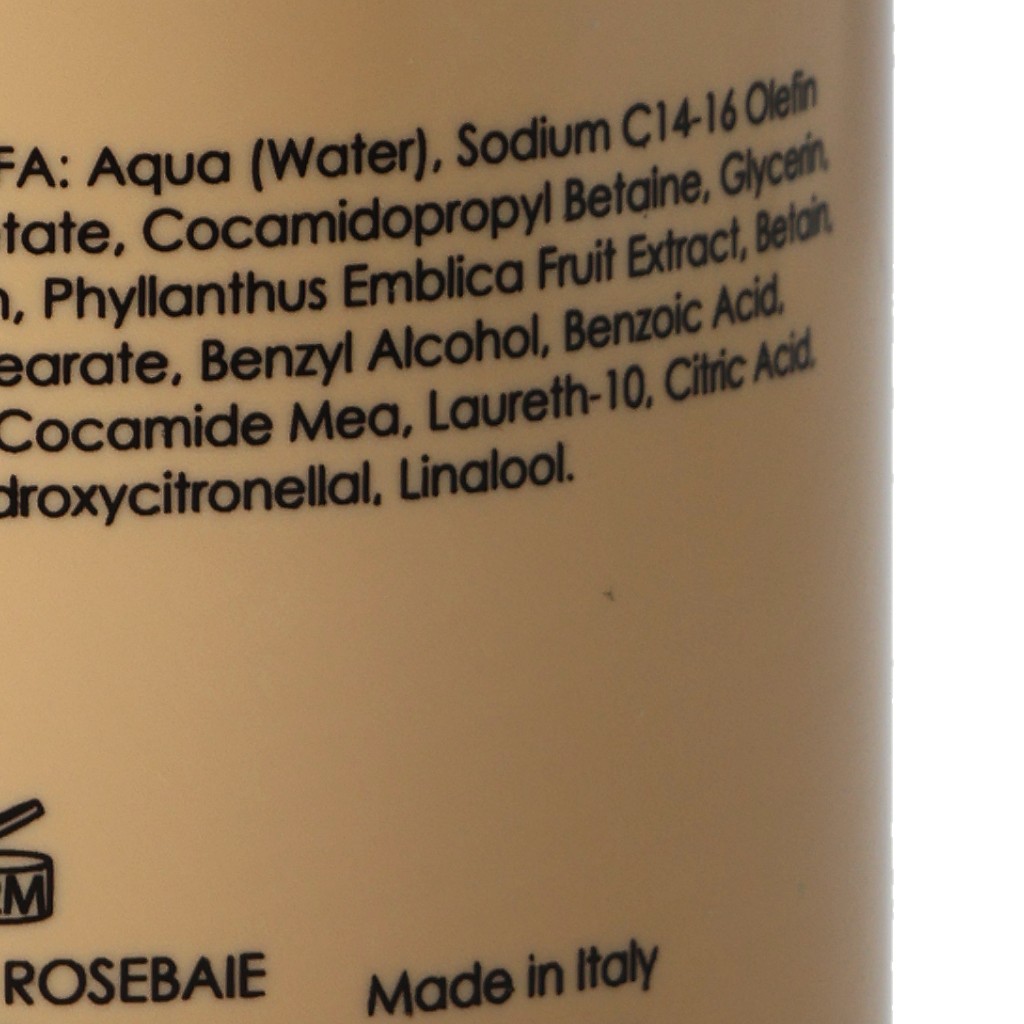 FA: Aqua (Water), Sodium C14-16 Olefin
tate, Cocamidopropyl Betaine, Glycerin,
n, Phyllanthus Emblica Fruit Extract, Betain,
earate, Benzyl Alcohol, Benzoic Acid,
Cocamide Mea, Laureth-10, Citric Acid.
droxycitronellal, Linalool.
M
ROSEBAIE Made in Italy